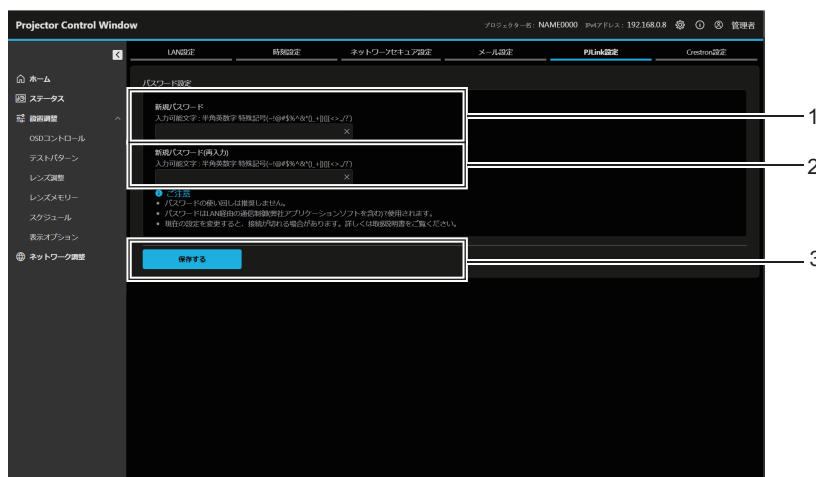 Projector Control Window
プロジェクター名: NAME0000 IPv4アドレス: 192.168.0.8 管理者
LAN設定 時刻設定 ネットワークセキュア設定 メール設定 PJLink設定 Crestron設定
ホーム
ステータス
設置調整
OSDコントロール
テストパターン
レンズ調整
レンズメモリー
スケジュール
表示オプション
ネットワーク調整
パスワード設定
新規パスワード
入力可能文字: 半角英数字 特殊記号(~!@#$%^&*()_+|}{[]<>.,/?)
1
新規パスワード(再入力)
入力可能文字: 半角英数字 特殊記号(~!@#$%^&*()_+|}{[]<>.,/?)
2
ご注意
• パスワードの使い回しは推奨しません。
• パスワードはLAN経由の通信制御(弊社アプリケーションソフトを含む)で使用されます。
• 現在の設定を変更すると、接続が切れる場合があります。詳しくは取扱説明書をご覧ください。
保存する
3